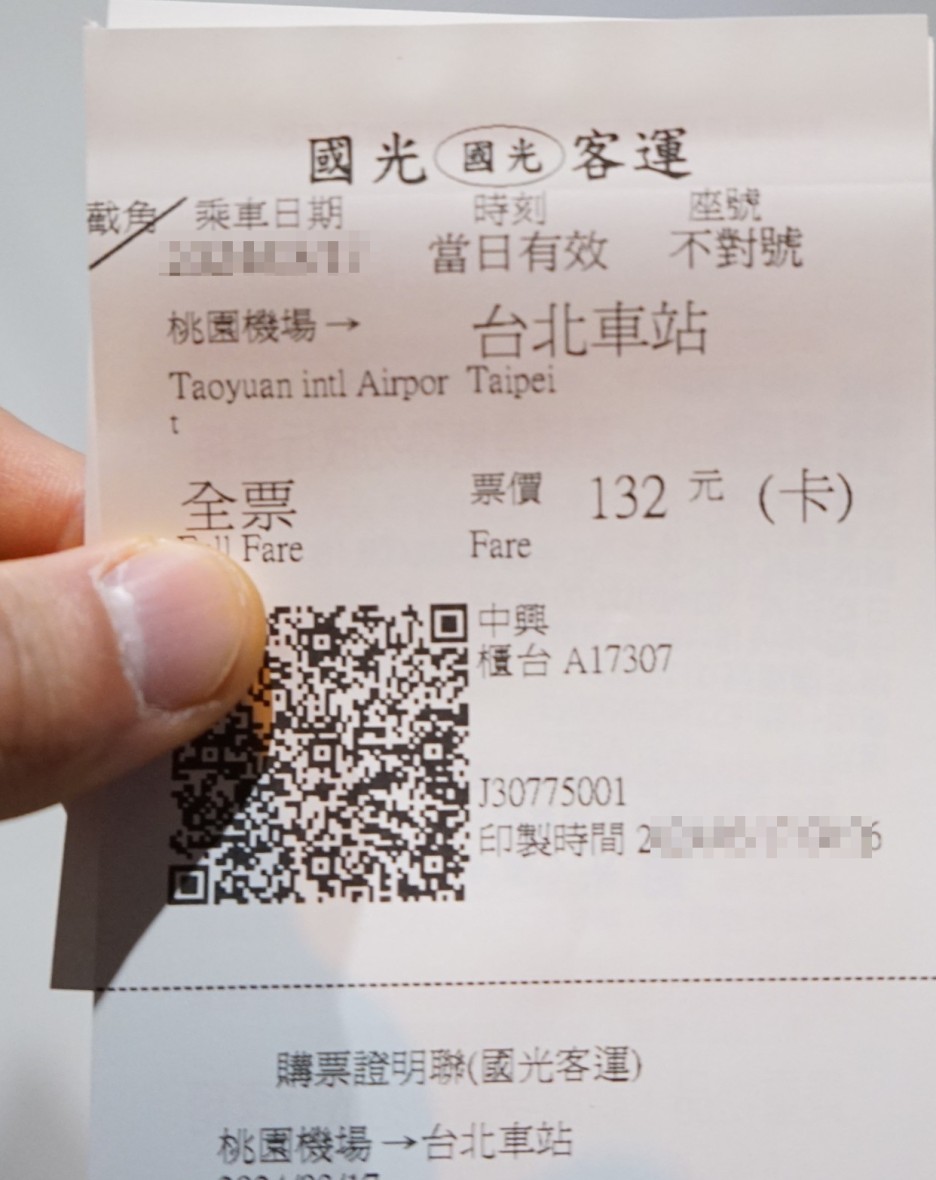 國光 國光 客運
截角 乘車日期 時刻 座號
當日有效 不對號
桃園機場→ 台北車站
Taoyuan intl Airpor Taipei
t
全票 票價 132 元 (卡)
Fare Fare
中興
櫃台 A17307
J30775001
印製時間
購票證明聯(國光客運)
桃園機場→台北車站